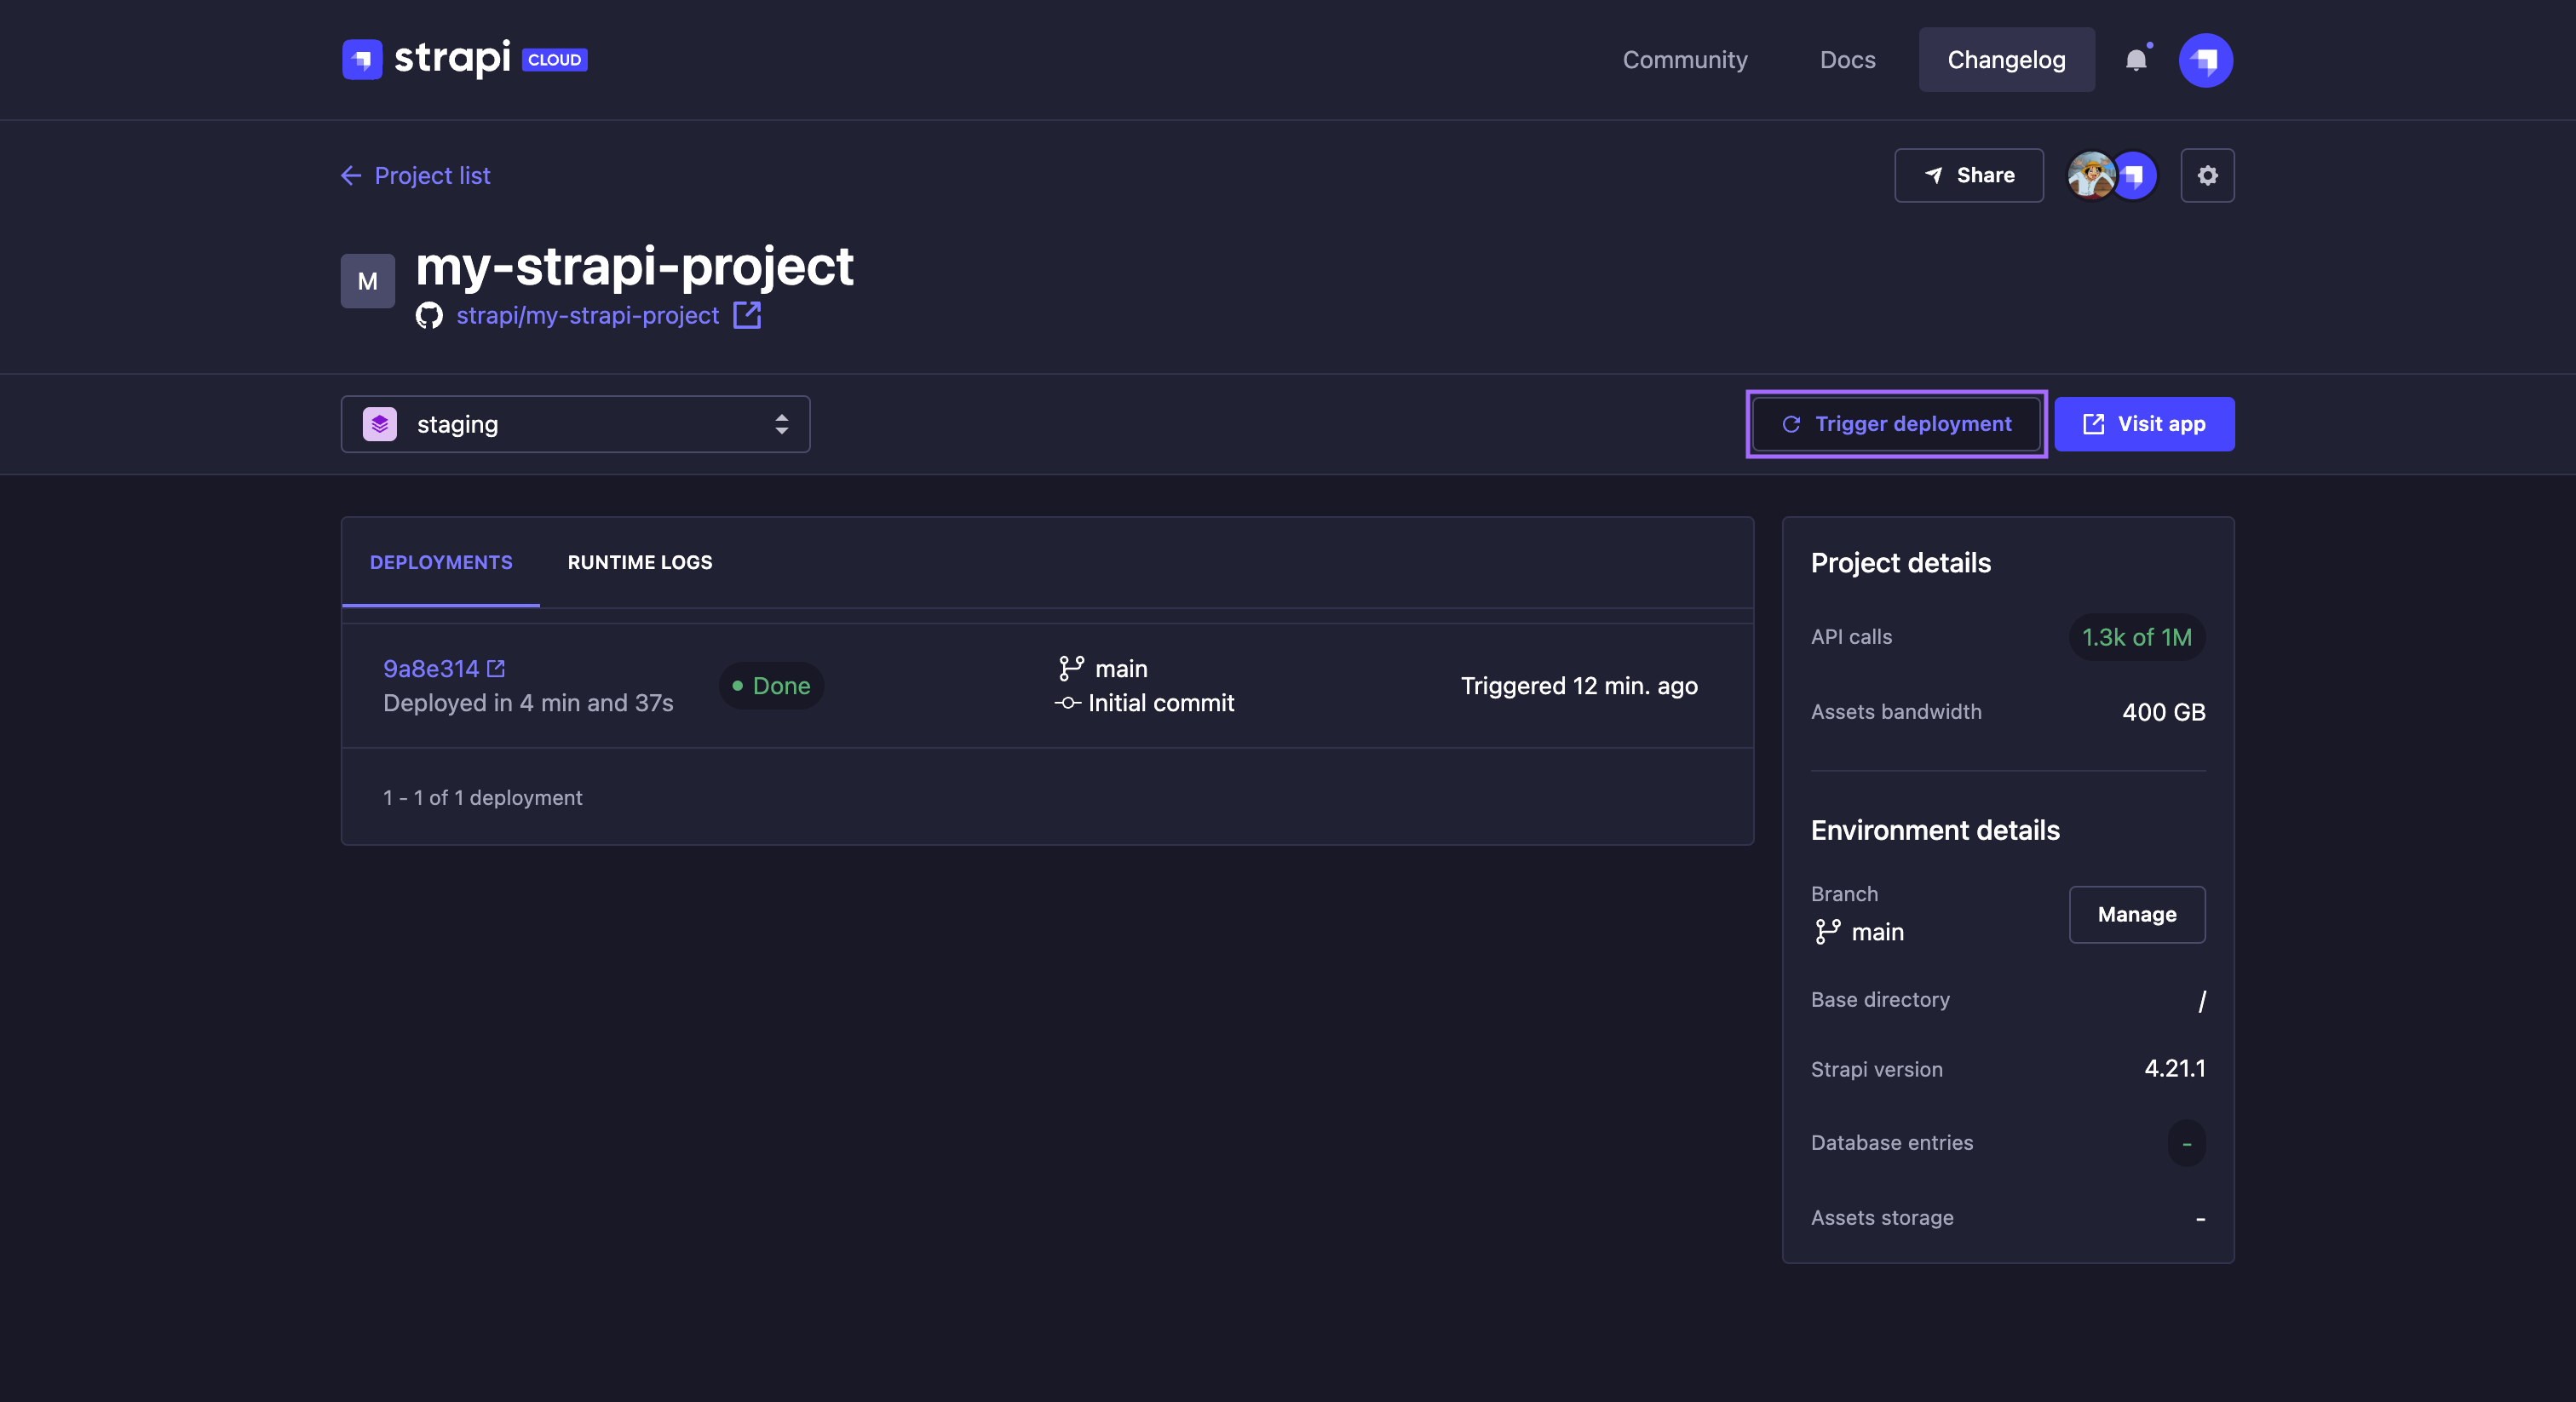 strapi CLOUD
Community Docs Changelog
Project list
Share
M
my-strapi-project
strapi/my-strapi-project
staging
Trigger deployment
Visit app
DEPLOYMENTS RUNTIME LOGS
9a8e314
Deployed in 4 min and 37s
Done
main
Initial commit
Triggered 12 min. ago
1 - 1 of 1 deployment
Project details
API calls 1.3k of 1M
Assets bandwidth 400 GB
Environment details
Branch
main
Manage
Base directory /
Strapi version 4.21.1
Database entries -
Assets storage -